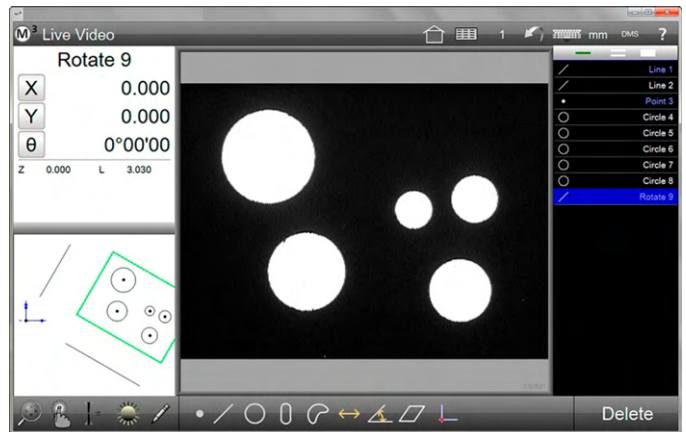 M³ Live Video
1 mm DMS ?
Rotate 9
X 0.000
Y 0.000
θ 0°00'00
Z 0.000 L 3.030
Line 1
Line 2
Point 3
Circle 4
Circle 5
Circle 6
Circle 7
Circle 8
Rotate 9
Delete